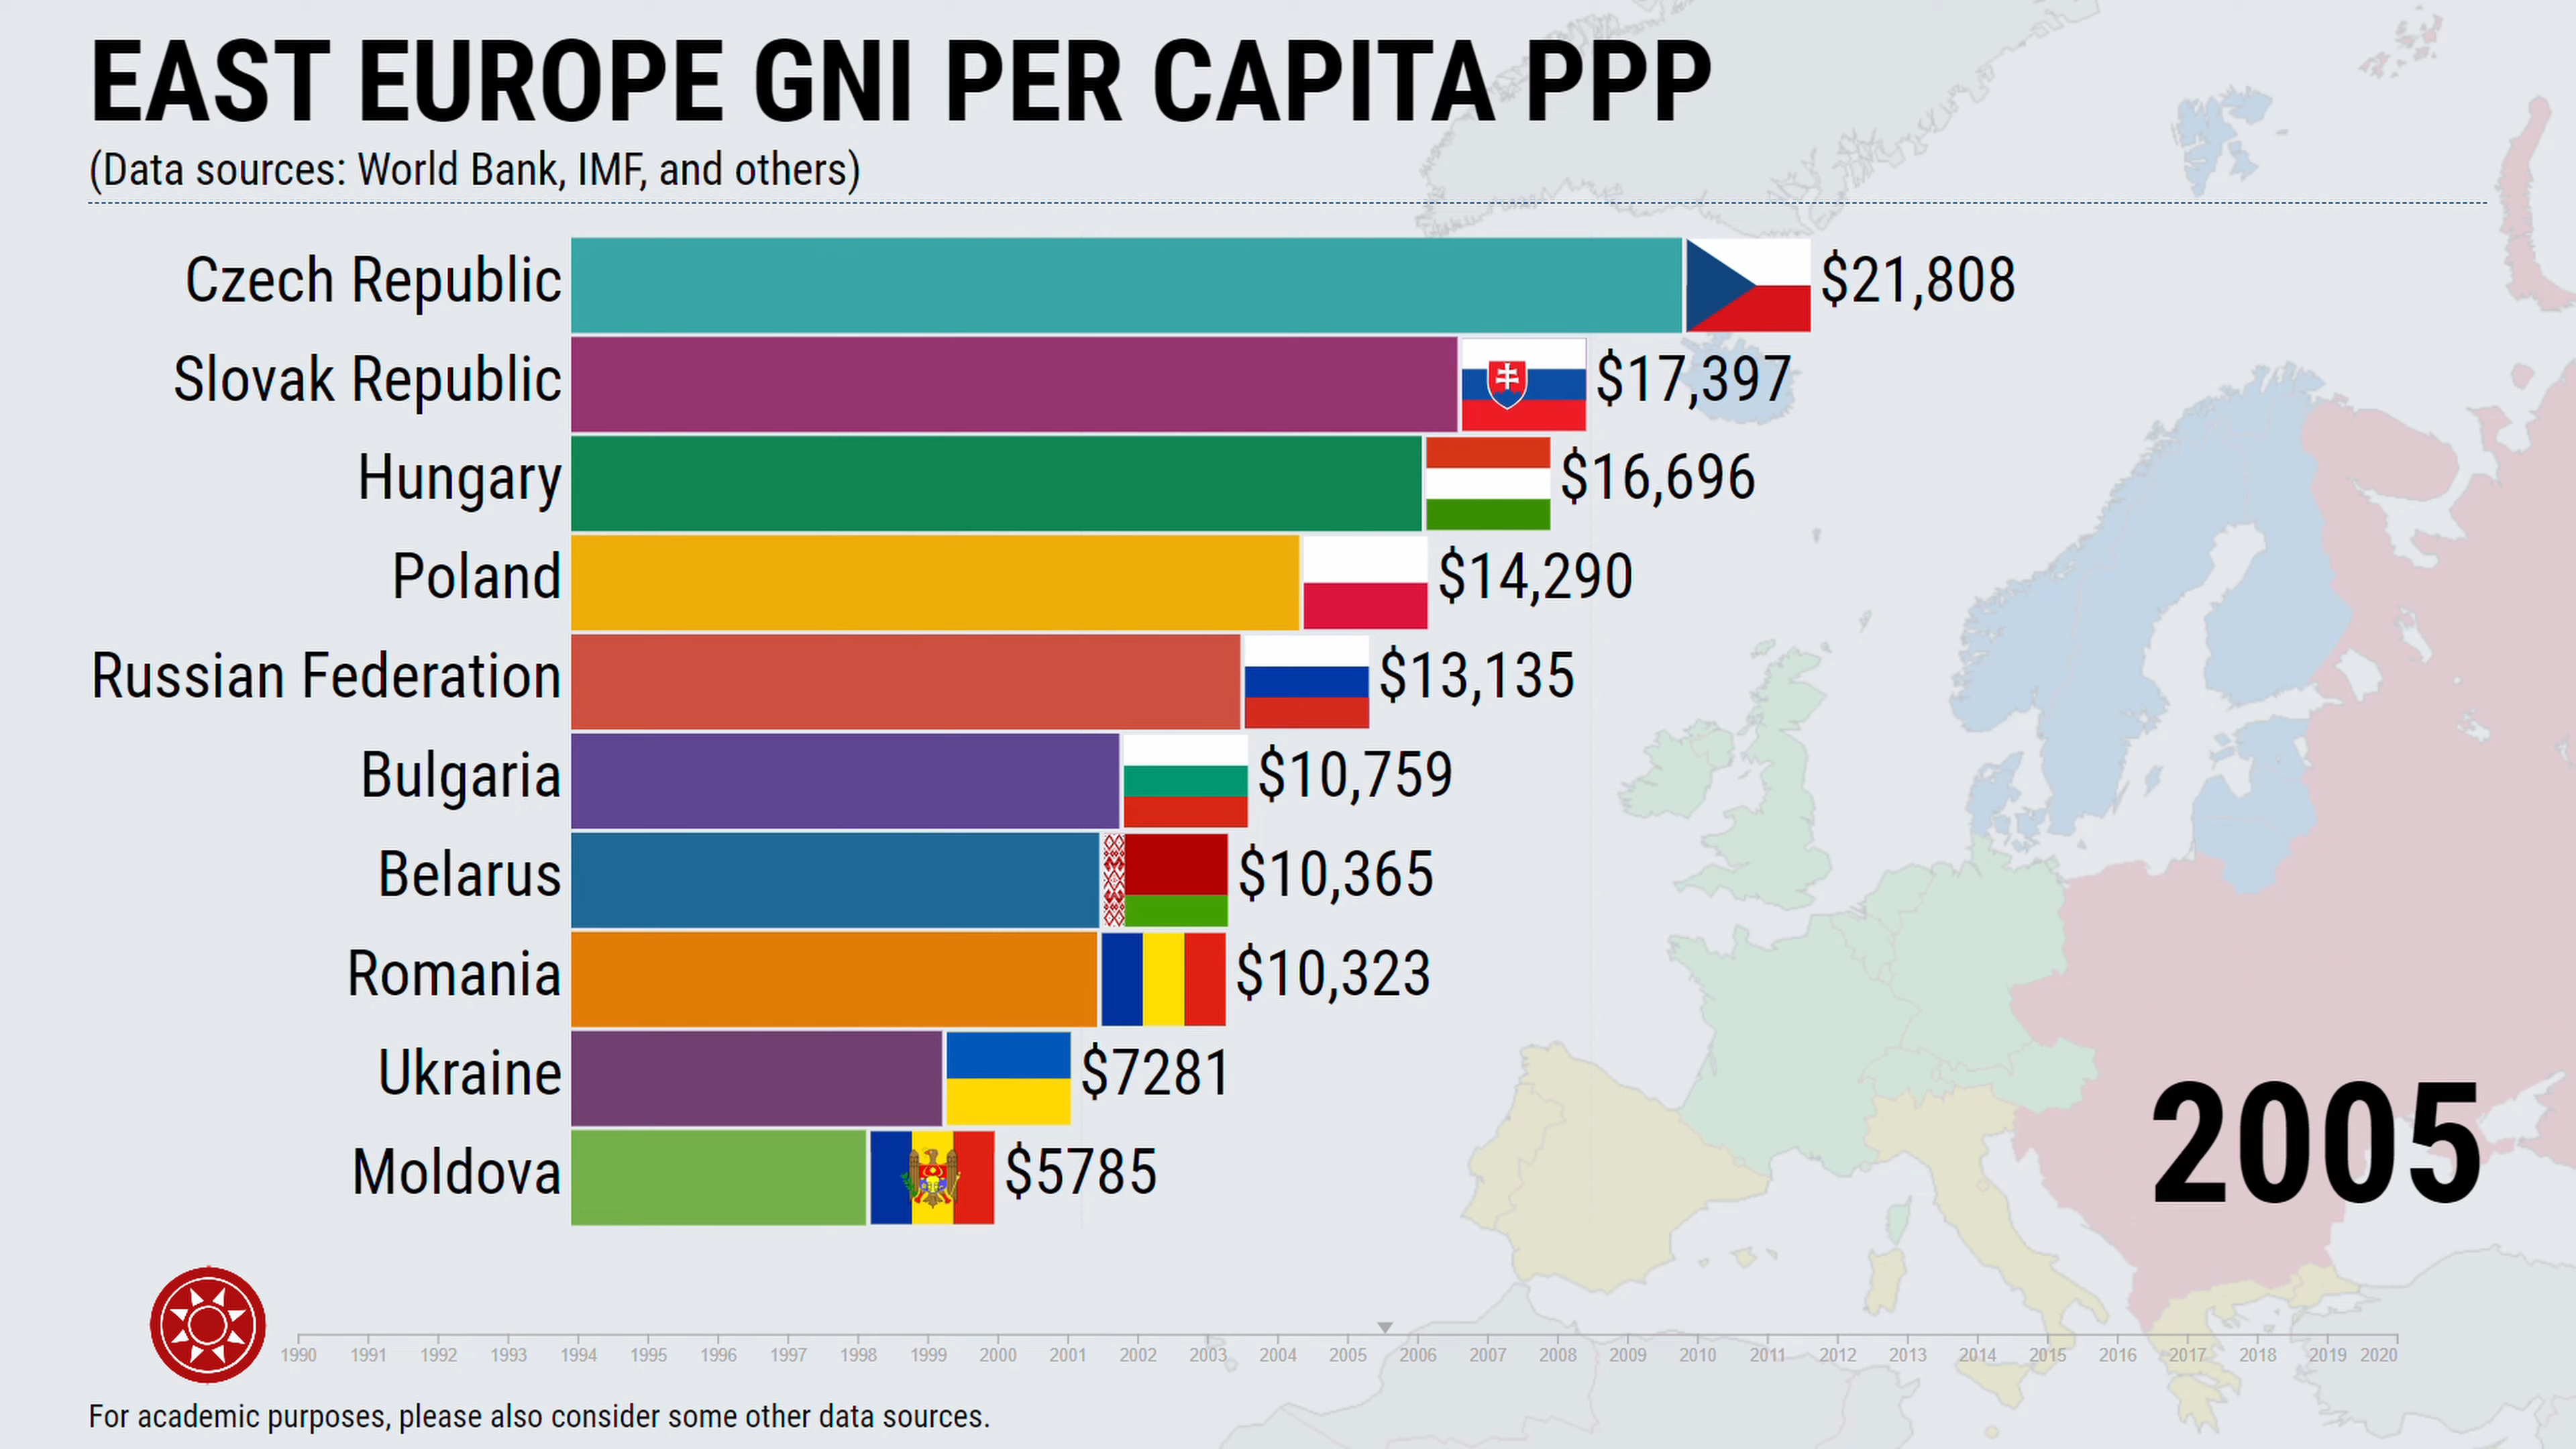 EAST EUROPE GNI PER CAPITA PPP
(Data sources: World Bank, IMF, and others)
Czech Republic $21,808
Slovak Republic $17,397
Hungary $16,696
Poland $14,290
Russian Federation $13,135
Bulgaria $10,759
Belarus $10,365
Romania $10,323
Ukraine $7281
Moldova $5785
2005
1990 1991 1992 1993 1994 1995 1996 1997 1998 1999 2000 2001 2002 2003 2004 2005 2006 2007 2008 2009 2010 2011 2012 2013 2014 2015 2016 2017 2018 2019 2020
For academic purposes, please also consider some other data sources.